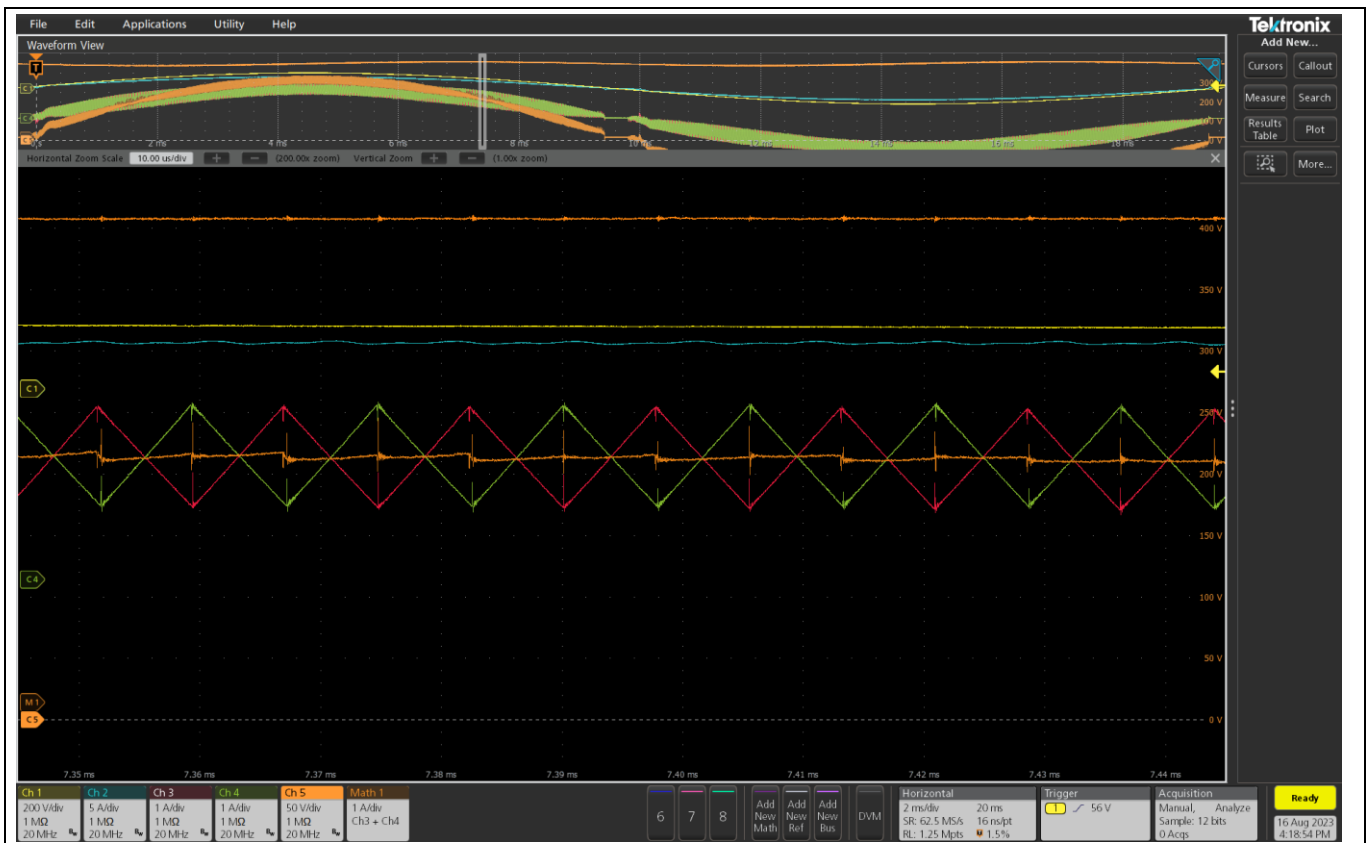 File Edit Applications Utility Help
Tektronix
Waveform View
Add New...
Cursors Callout
Measure Search
Results Table Plot
More...
T
C1
C4
C5
2 ms 4 ms 6 ms 8 ms 10 ms 12 ms 14 ms 16 ms 18 ms
200 V
Horizontal Zoom Scale 10.00 us/div + - (200.00x zoom) Vertical Zoom + - (1.00x zoom)
400 V
350 V
300 V
C1
250 V
200 V
150 V
C4
100 V
50 V
M1
C5
0 V
7.35 ms 7.36 ms 7.37 ms 7.38 ms 7.39 ms 7.40 ms 7.41 ms 7.42 ms 7.43 ms 7.44 ms
Ch 1
200 V/div
1 MΩ
20 MHz
Ch 2
5 A/div
1 MΩ
20 MHz
Ch 3
1 A/div
1 MΩ
20 MHz
Ch 4
1 A/div
1 MΩ
20 MHz
Ch 5
50 V/div
1 MΩ
20 MHz
Math 1
1 A/div
Ch3 + Ch4
6 7 8
Add New Math
Add New Ref
Add New Bus
DVM
Horizontal
2 ms/div 20 ms
SR: 62.5 MS/s 16 ns/pt
RL: 1.25 Mpts 1.5%
Trigger
1 56 V
Acquisition
Manual, Analyze
Sample: 12 bits
0 Acqs
Ready
16 Aug 2023
4:18:54 PM